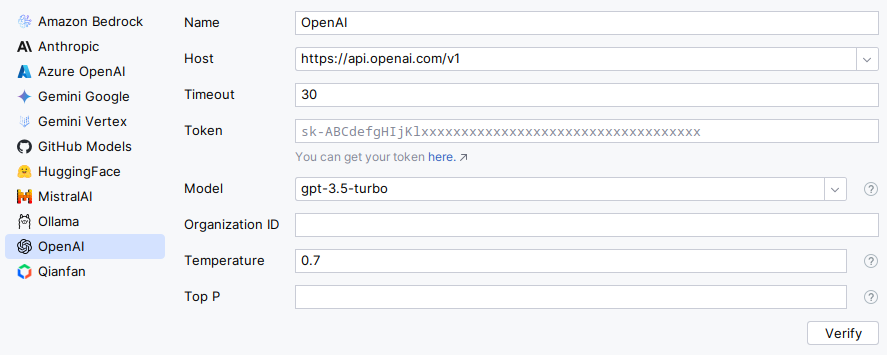 Amazon Bedrock
Anthropic
Azure OpenAI
Gemini Google
Gemini Vertex
GitHub Models
HuggingFace
MistralAI
Ollama
OpenAI
Qianfan
Name OpenAI
Host https://api.openai.com/v1
Timeout 30
Token sk-ABCdefgHIjKlxxxxxxxxxxxxxxxxxxxxxxxxxxxxxxxxxxx
You can get your token here. ↗
Model gpt-3.5-turbo ?
Organization ID
Temperature 0.7 ?
Top P ?
Verify